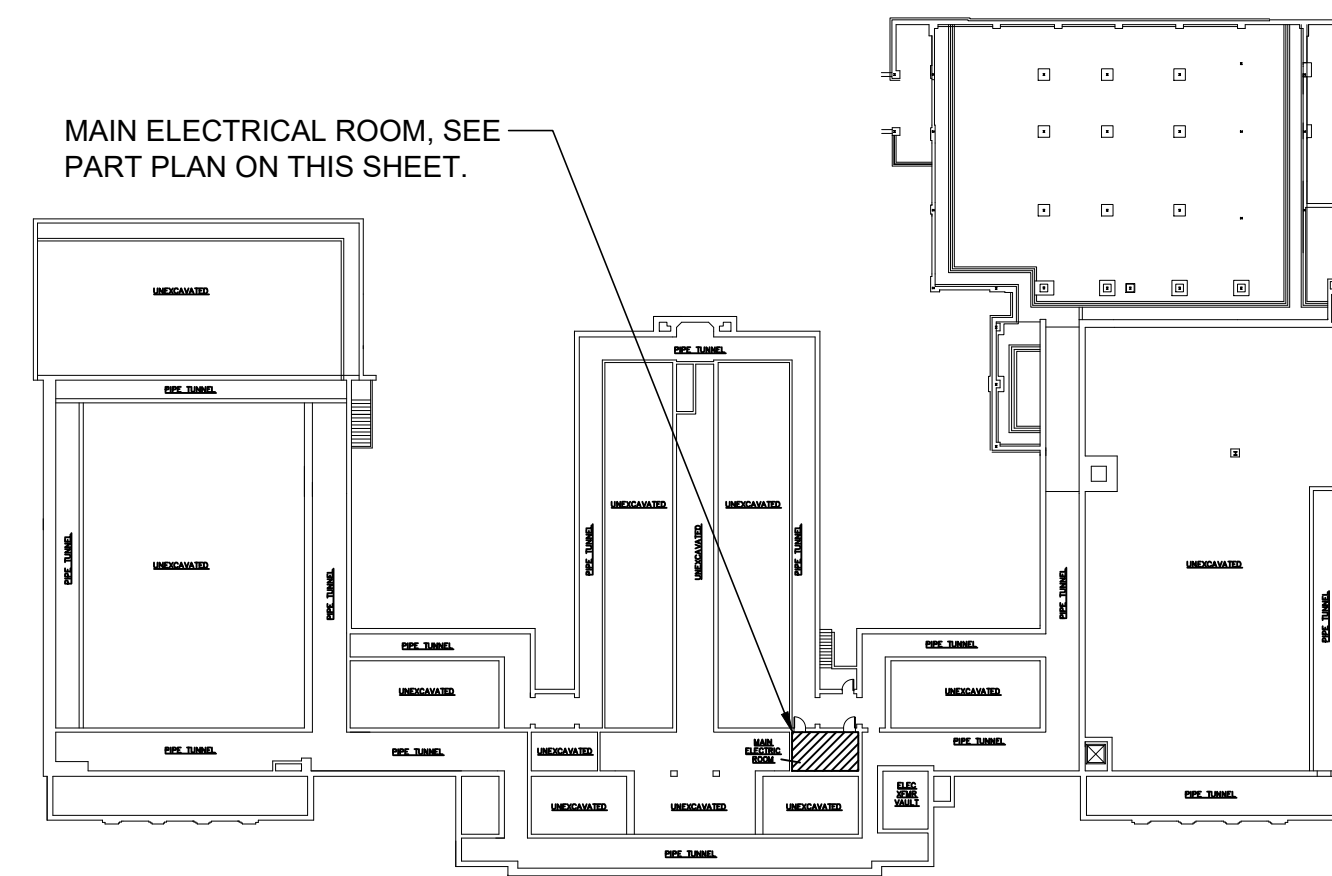 MAIN ELECTRICAL ROOM, SEE
PART PLAN ON THIS SHEET.
UNEXCAVATED
PIPE TUNNEL
PIPE TUNNEL
UNEXCAVATED
UNEXCAVATED
UNEXCAVATED
PIPE TUNNEL
PIPE TUNNEL
UNEXCAVATED
PIPE TUNNEL
PIPE TUNNEL
UNEXCAVATED
PIPE TUNNEL
UNEXCAVATED
PIPE TUNNEL
PIPE TUNNEL
PIPE TUNNEL
PIPE TUNNEL
UNEXCAVATED
UNEXCAVATED
PIPE TUNNEL
PIPE TUNNEL
UNEXCAVATED
MAIN
ELECTRIC
ROOM
PIPE TUNNEL
UNEXCAVATED
UNEXCAVATED
UNEXCAVATED
ELEC
XFMR
VAULT
PIPE TUNNEL
PIPE TUNNEL